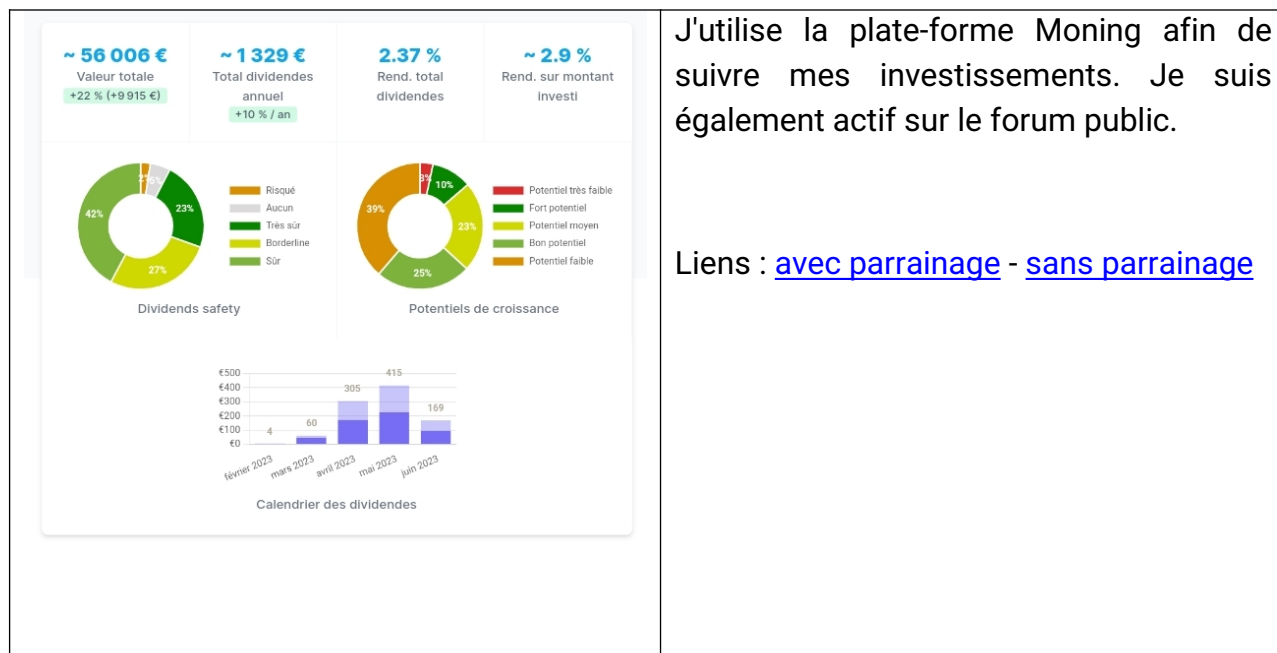 ~ 56 006 €
Valeur totale
+22 % (+9 915 €)
~ 1 329 €
Total dividendes
annuel
+10 % / an
2.37 %
Rend. total
dividendes
~ 2.9 %
Rend. sur montant
investi
2%
6%
23%
27%
42%
Risqué
Aucun
Très sûr
Borderline
Sûr
Dividends safety
3%
10%
23%
25%
39%
Potentiel très faible
Fort potentiel
Potentiel moyen
Bon potentiel
Potentiel faible
Potentiels de croissance
€500
€400
€300
€200
€100
€0
4
60
305
415
169
février 2023
mars 2023
avril 2023
mai 2023
juin 2023
Calendrier des dividendes
J'utilise la plate-forme Moning afin de
suivre mes investissements. Je suis
également actif sur le forum public.
Liens : avec parrainage - sans parrainage